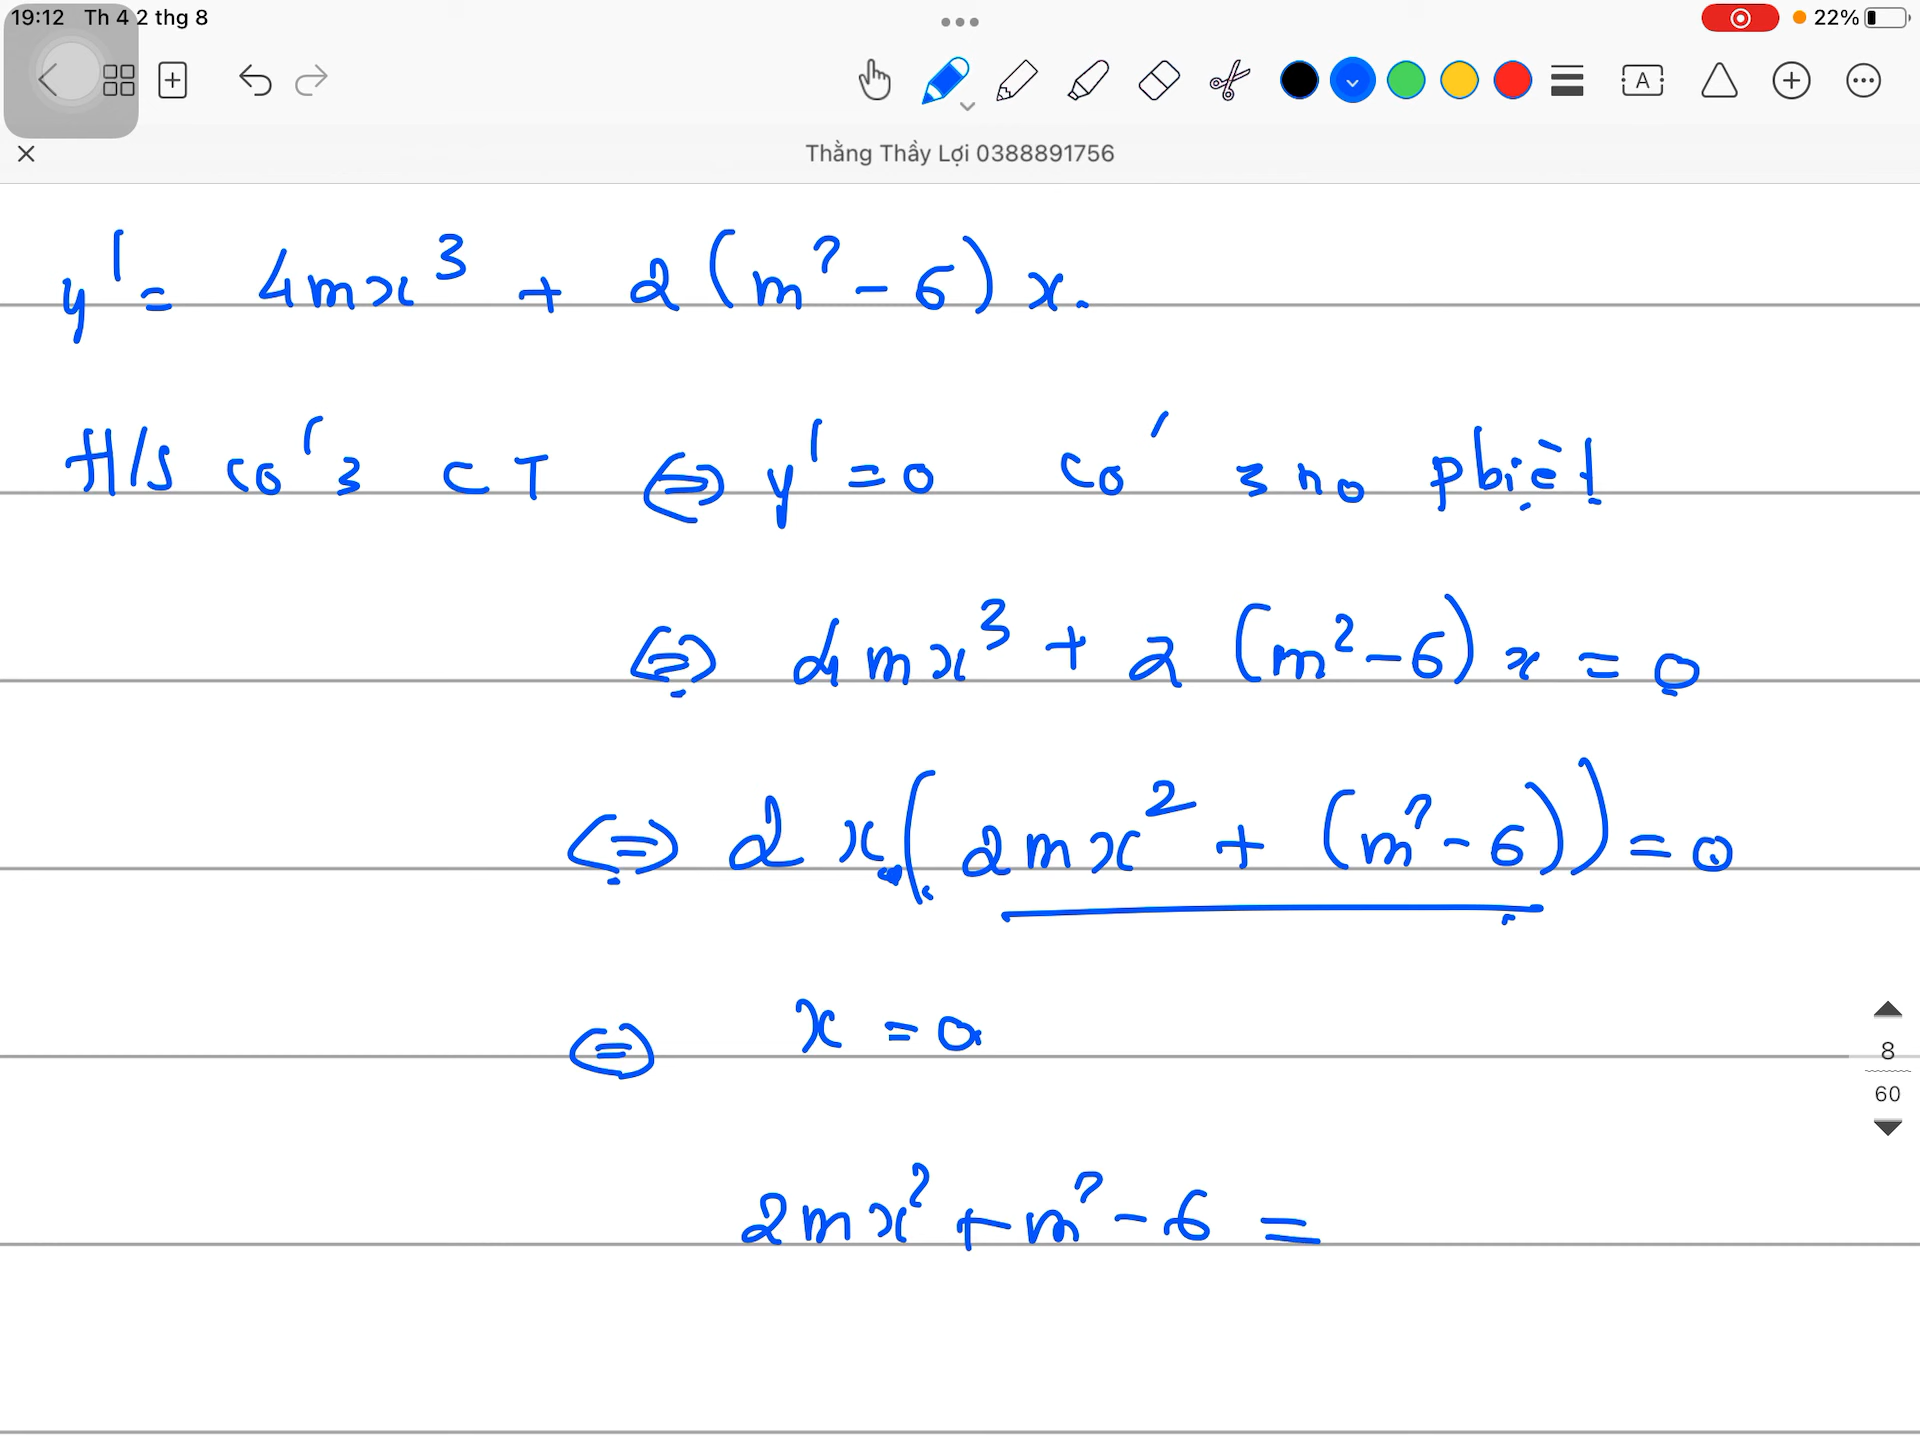 19:12 Th 4 2 thg 8 22%
A
Thằng Thầy Lợi 0388891756
y' = 4mx³ + 2(m² - 6)x.
H/s có 3 CT ⇔ y' = 0 có 3 no pbiệt
⇔ 4mx³ + 2(m² - 6)x = 0
⇔ 2x(2mx² + (m² - 6)) = 0
⇔ x = 0
8
60
2mx² + m² - 6 =